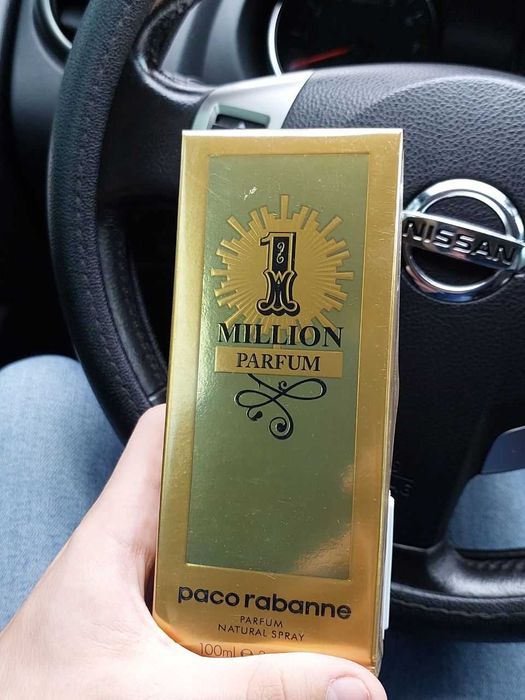 NISSAN
1
MILLION
PARFUM
paco rabanne
PARFUM
NATURAL SPRAY
100ml e